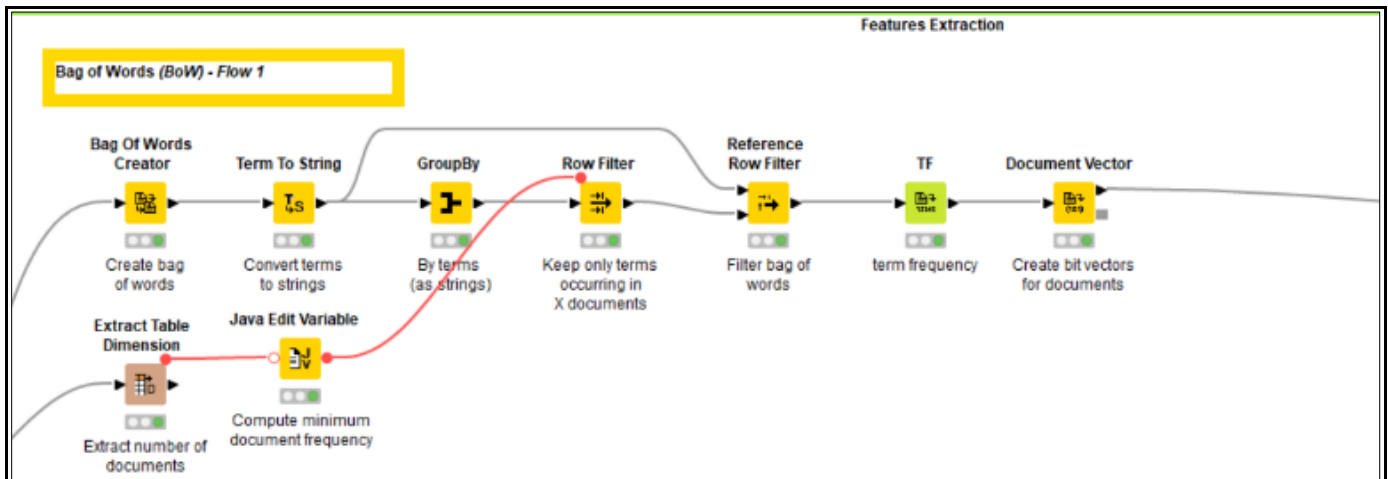 Features Extraction
Bag of Words (BoW) - Flow 1
Bag Of Words
Creator
Term To String
GroupBy
Row Filter
Reference
Row Filter
TF
Document Vector
Create bag
of words
Convert terms
to strings
By terms
(as strings)
Keep only terms
occurring in
X documents
Filter bag of
words
term frequency
Create bit vectors
for documents
Extract Table
Dimension
Java Edit Variable
Extract number of
documents
Compute minimum
document frequency